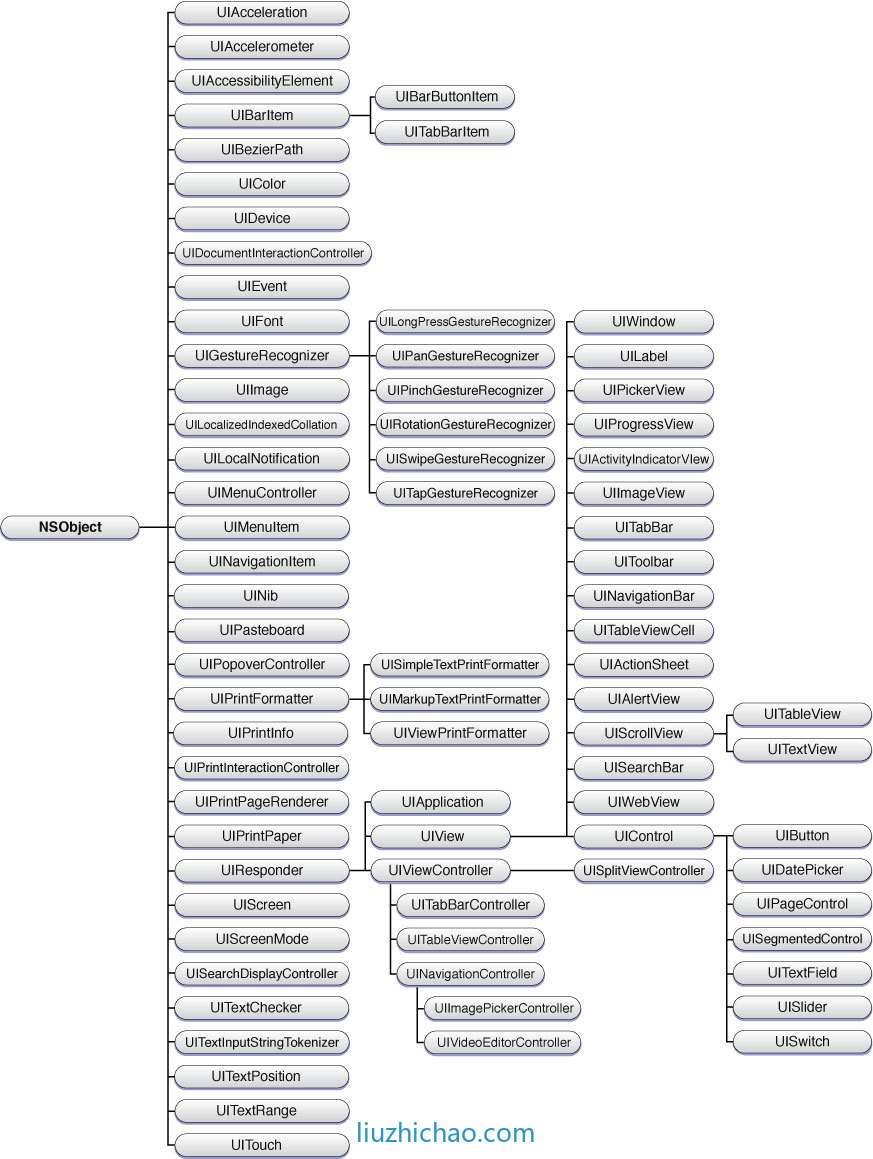 UIAcceleration
UIAccelerometer
UIAccessibilityElement
UIBarItem
UIBarButtonItem
UITabBarItem
UIBezierPath
UIColor
UIDevice
UIDocumentInteractionController
UIEvent
UIFont
UIGestureRecognizer
UILongPressGestureRecognizer
UIPanGestureRecognizer
UIPinchGestureRecognizer
UIRotationGestureRecognizer
UISwipeGestureRecognizer
UITapGestureRecognizer
UIImage
UILocalizedIndexedCollation
UILocalNotification
UIMenuController
NSObject
UIMenuItem
UINavigationItem
UINib
UIPasteboard
UIPopoverController
UIPrintFormatter
UISimpleTextPrintFormatter
UIMarkupTextPrintFormatter
UIViewPrintFormatter
UIPrintInfo
UIPrintInteractionController
UIPrintPageRenderer
UIPrintPaper
UIResponder
UIApplication
UIView
UIWindow
UILabel
UIPickerView
UIProgressView
UIActivityIndicatorVIew
UIImageView
UITabBar
UIToolbar
UINavigationBar
UITableViewCell
UIActionSheet
UIAlertView
UIScrollView
UITableView
UITextView
UISearchBar
UIWebView
UIControl
UIButton
UIDatePicker
UIPageControl
UISegmentedControl
UITextField
UISlider
UISwitch
UIViewController
UISplitViewController
UITabBarController
UITableViewController
UINavigationController
UIImagePickerController
UIVideoEditorController
UIScreen
UIScreenMode
UISearchDisplayController
UITextChecker
UITextInputStringTokenizer
UITextPosition
UITextRange
UITouch
liuzhichao.com